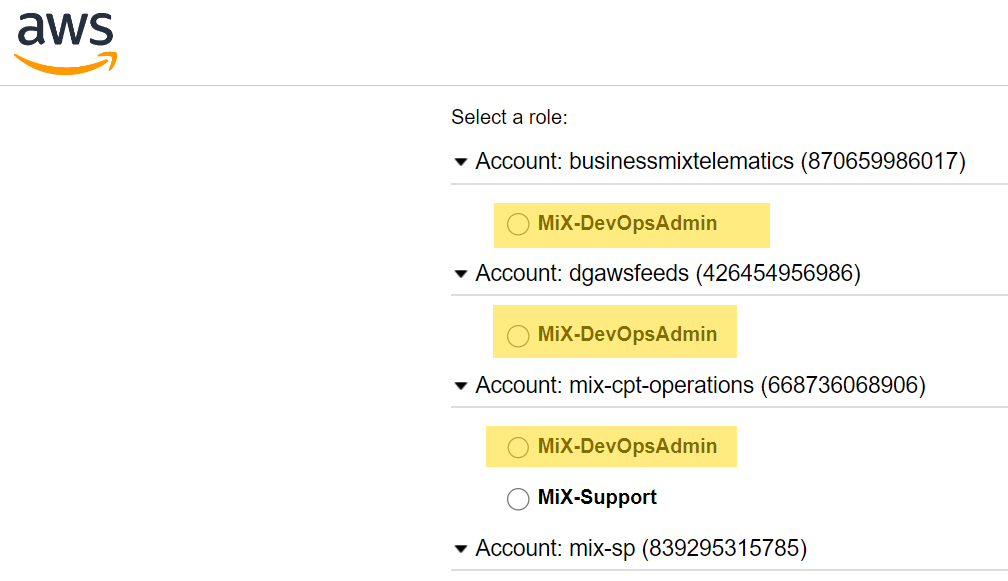 aws
Select a role:
Account: businessmixtelematics (870659986017)
MiX-DevOpsAdmin
Account: dgawsfeeds (426454956986)
MiX-DevOpsAdmin
Account: mix-cpt-operations (668736068906)
MiX-DevOpsAdmin
MiX-Support
Account: mix-sp (839295315785)